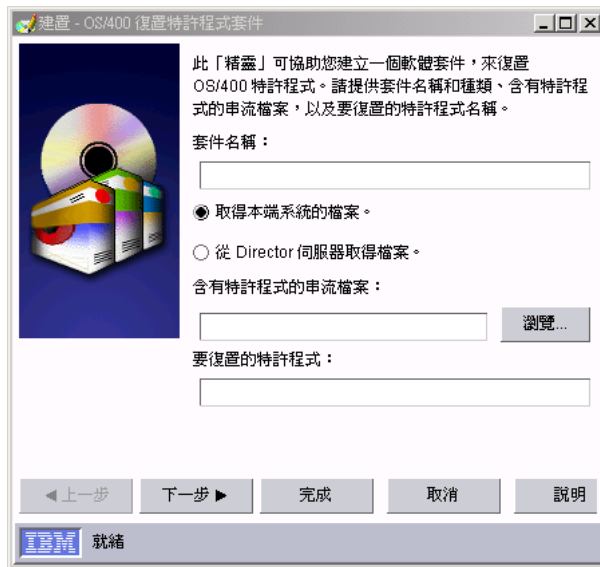 建置 - OS/400 復置特許程式套件
此「精靈」可協助您建立一個軟體套件，來復置
OS/400 特許程式。請提供套件名稱和種類、含有特許程
式的串流檔案，以及要復置的特許程式名稱。
套件名稱：
取得本端系統的檔案。
從 Director 伺服器取得檔案。
含有特許程式的串流檔案：
瀏覽...
要復置的特許程式：
上一步 下一步 完成 取消 說明
IBM 就緒